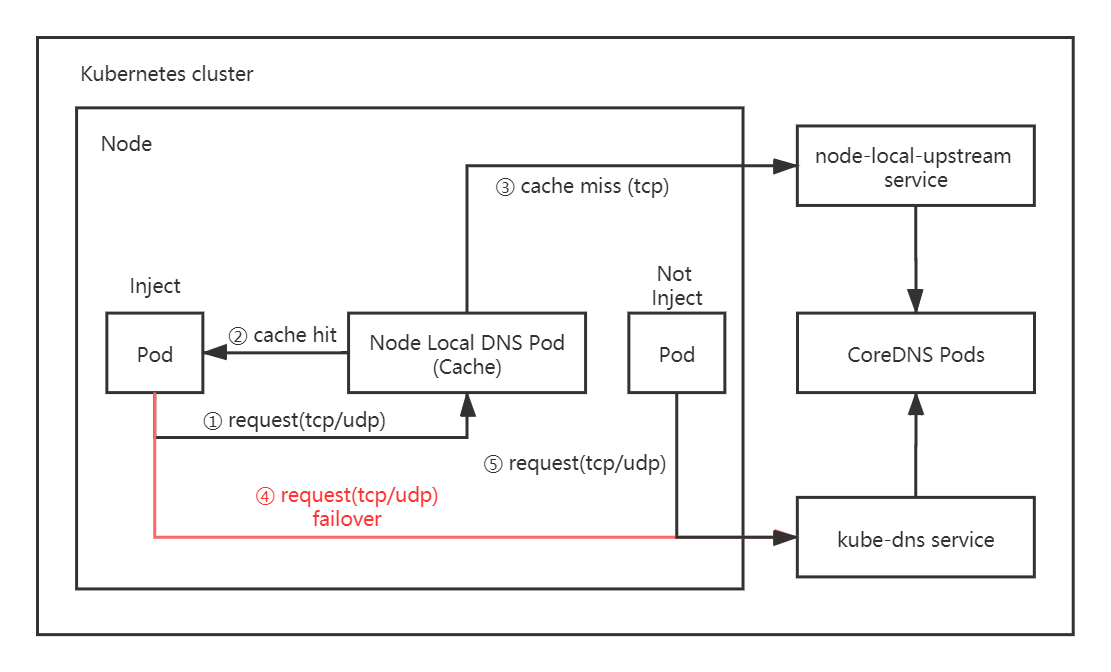 Kubernetes cluster
Node
node-local-upstream
service
③ cache miss (tcp)
Inject
Not
Inject
② cache hit
Pod
Node Local DNS Pod
(Cache)
Pod
CoreDNS Pods
① request(tcp/udp)
⑤ request(tcp/udp)
④ request(tcp/udp)
failover
kube-dns service